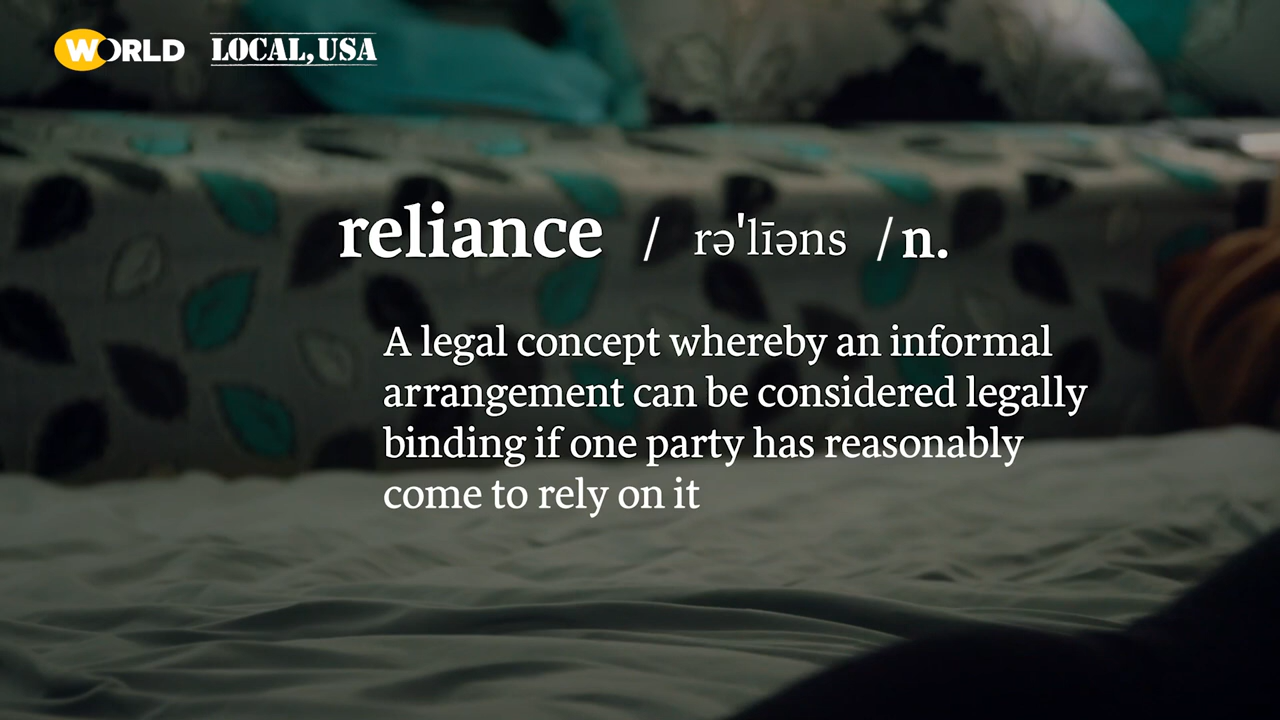 WORLD LOCAL, USA
reliance / rə'līəns / n.
A legal concept whereby an informal
arrangement can be considered legally
binding if one party has reasonably
come to rely on it